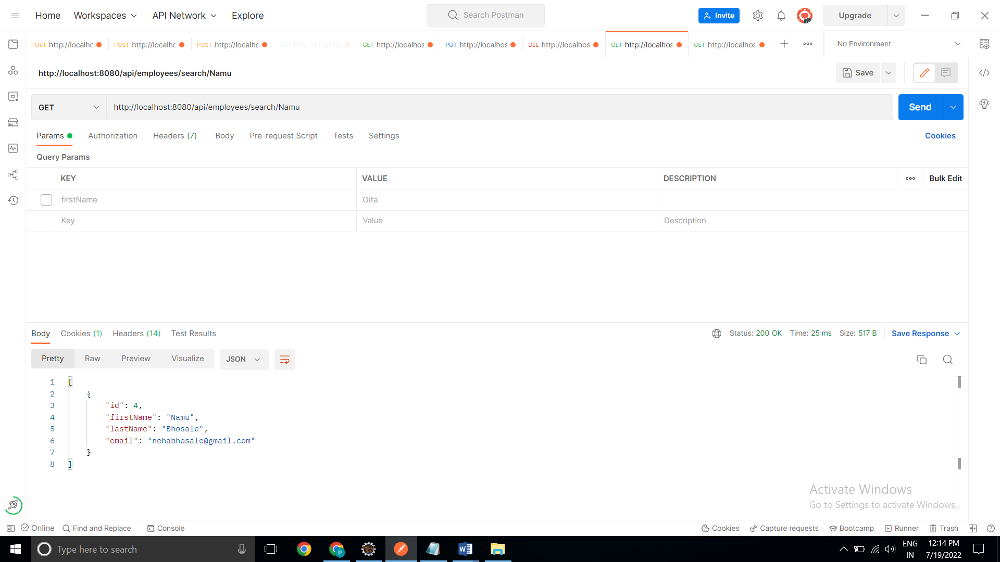 Home Workspaces API Network Explore Search Postman Invite Upgrade
POST http://localhc POST http://localhc POST http://localhc GET http://localhos GET http://localhos PUT http://localhos DEL http://localhos GET http://localhos GET http://localhos No Environment
http://localhost:8080/api/employees/search/Namu Save
GET http://localhost:8080/api/employees/search/Namu Send
Params Authorization Headers (7) Body Pre-request Script Tests Settings Cookies
Query Params
KEY VALUE DESCRIPTION Bulk Edit
firstName Gita
Key Value Description
Body Cookies (1) Headers (14) Test Results Status: 200 OK Time: 25 ms Size: 517 B Save Response
Pretty Raw Preview Visualize JSON
1 [
2 {
3 "id": 4,
4 "firstName": "Namu",
5 "lastName": "Bhosale",
6 "email": "nehabhosale@gmail.com"
7 }
8 ]
Activate Windows
Go to Settings to activate Windows.
Online Find and Replace Console Cookies Capture requests Bootcamp Runner Trash
Type here to search ENG 12:14 PM
IN 7/19/2022